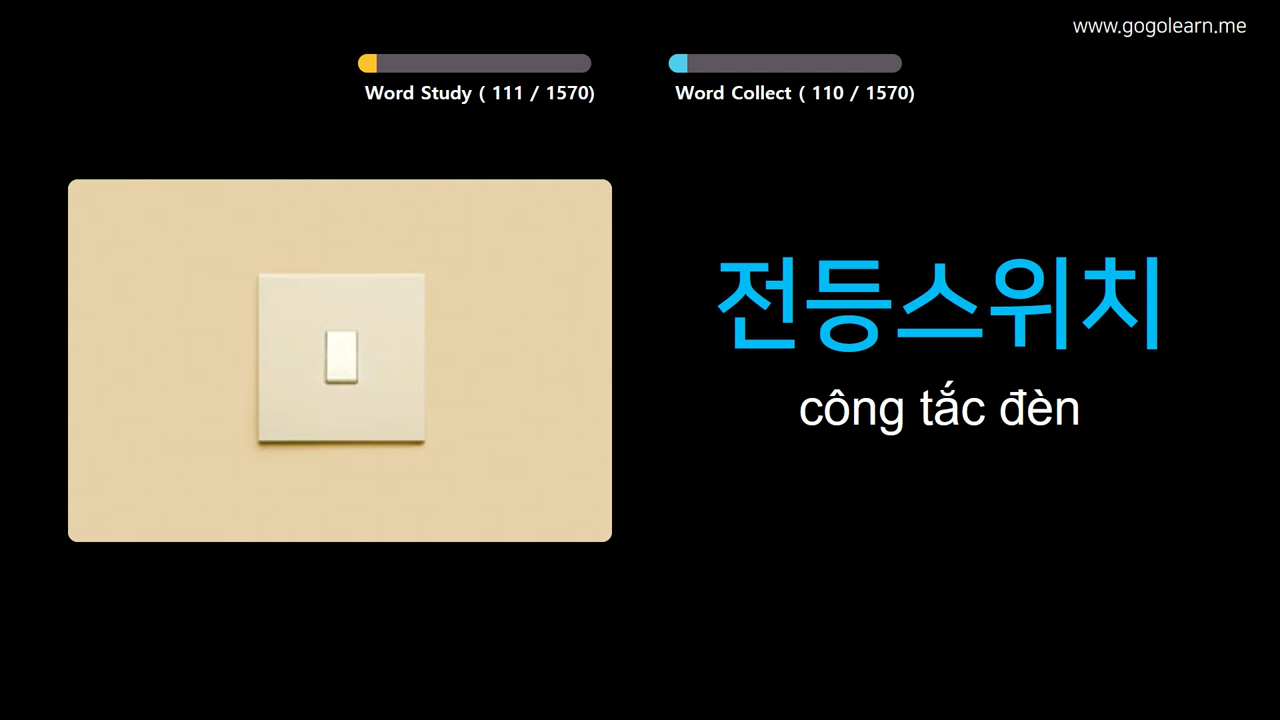 www.gogolearn.me
Word Study ( 111 / 1570)
Word Collect ( 110 / 1570)
전등스위치
công tắc đèn